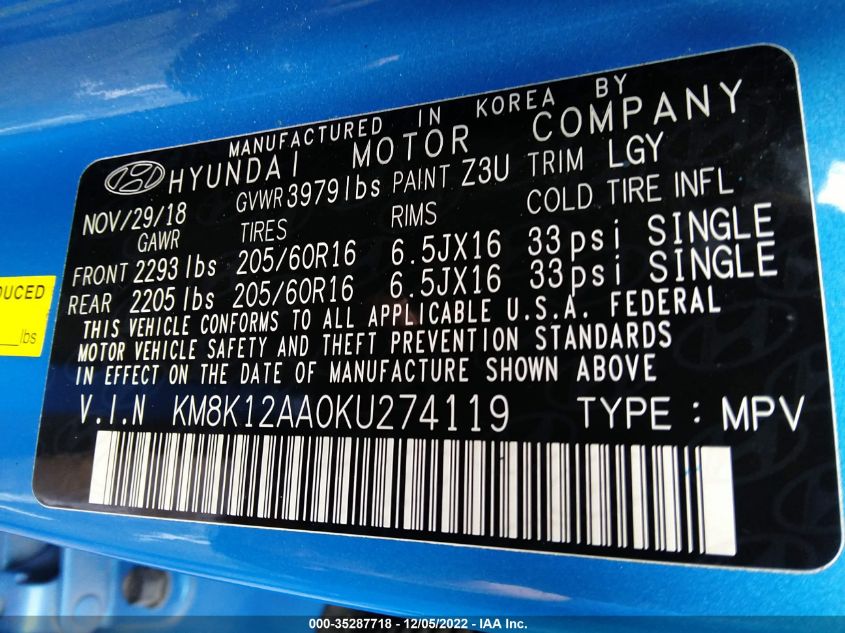 MANUFACTURED IN KOREA BY
HYUNDAI MOTOR COMPANY
NOV/29/18 GVWR 3979 lbs PAINT Z3U TRIM LGY
GAWR TIRES RIMS COLD TIRE INFL
FRONT 2293 lbs 205/60R16 6.5JX16 33psi SINGLE
REAR 2205 lbs 205/60R16 6.5JX16 33psi SINGLE
THIS VEHICLE CONFORMS TO ALL APPLICABLE U.S.A. FEDERAL
MOTOR VEHICLE SAFETY AND THEFT PREVENTION STANDARDS
IN EFFECT ON THE DATE OF MANUFACTURE SHOWN ABOVE
V.I.N KM8K12AA0KU274119 TYPE: MPV
lbs
000-35287718 - 12/05/2022 - IAA Inc.